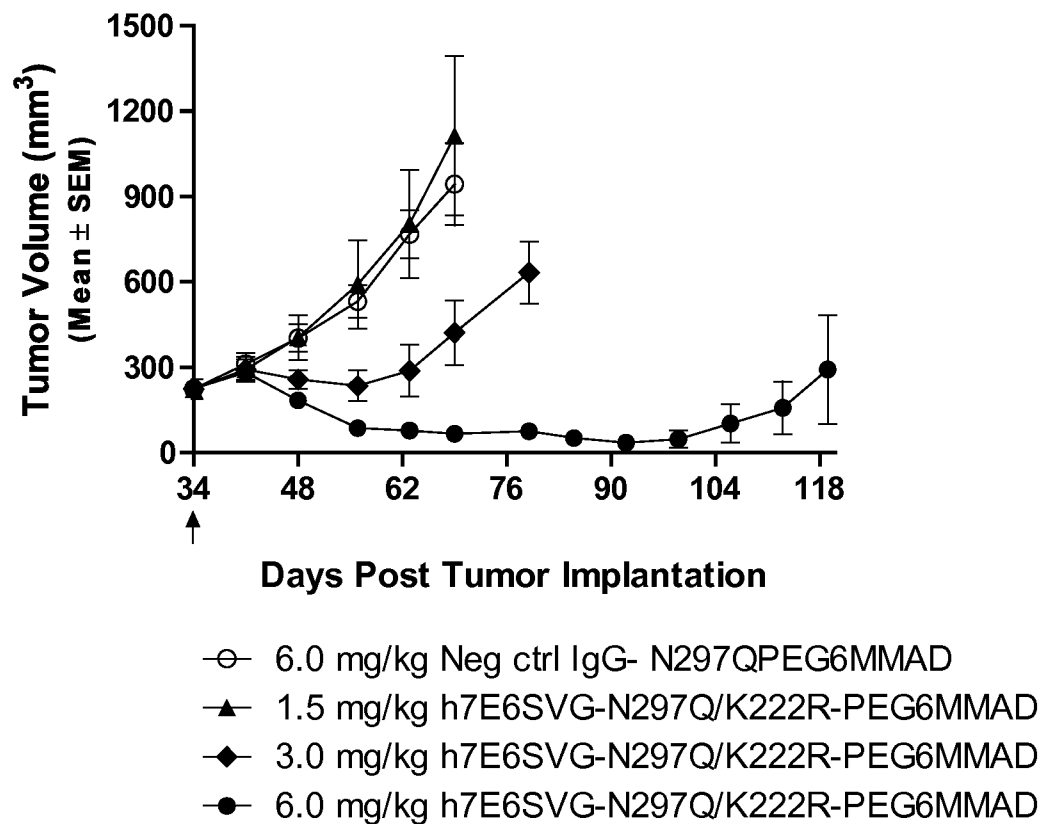 1500
1200
900
600
300
0
Tumor Volume (mm³)
(Mean ± SEM)
34 48 62 76 90 104 118
Days Post Tumor Implantation
6.0 mg/kg Neg ctrl IgG- N297QPEG6MMAD
1.5 mg/kg h7E6SVG-N297Q/K222R-PEG6MMAD
3.0 mg/kg h7E6SVG-N297Q/K222R-PEG6MMAD
6.0 mg/kg h7E6SVG-N297Q/K222R-PEG6MMAD